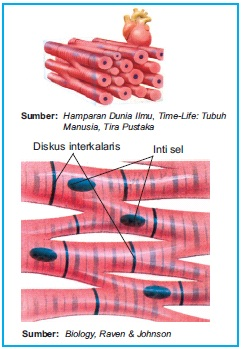 Sumber: Hamparan Dunia Ilmu, Time-Life: Tubuh
Manusia, Tira Pustaka
Diskus interkalaris
Inti sel
Sumber: Biology, Raven & Johnson